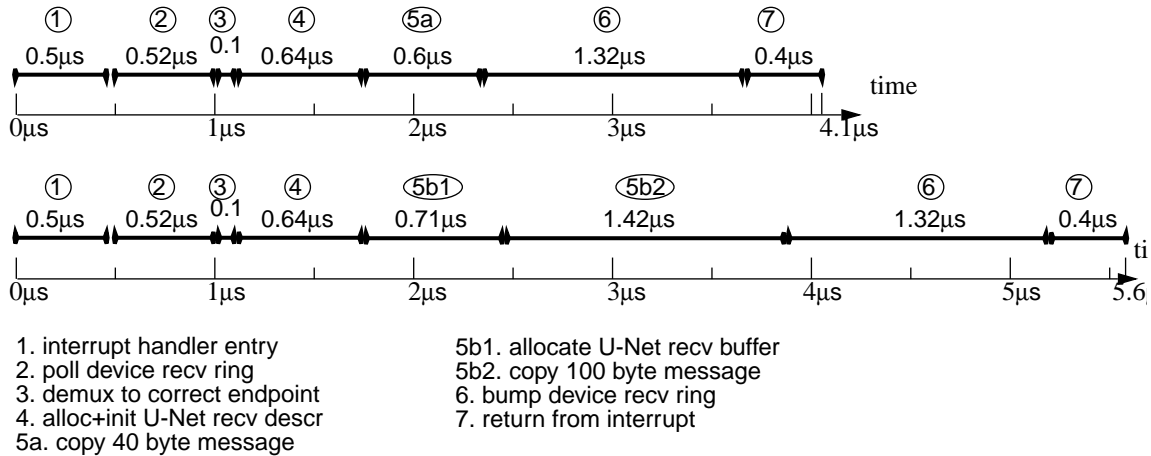 1 2 3 4 5a 6 7
0.5μs 0.52μs 0.1 0.64μs 0.6μs 1.32μs 0.4μs
time
0μs 1μs 2μs 3μs 4.1μs
1 2 3 4 5b1 5b2 6 7
0.5μs 0.52μs 0.1 0.64μs 0.71μs 1.42μs 1.32μs 0.4μs
ti
0μs 1μs 2μs 3μs 4μs 5μs 5.6
1. interrupt handler entry
2. poll device recv ring
3. demux to correct endpoint
4. alloc+init U-Net recv descr
5a. copy 40 byte message
5b1. allocate U-Net recv buffer
5b2. copy 100 byte message
6. bump device recv ring
7. return from interrupt